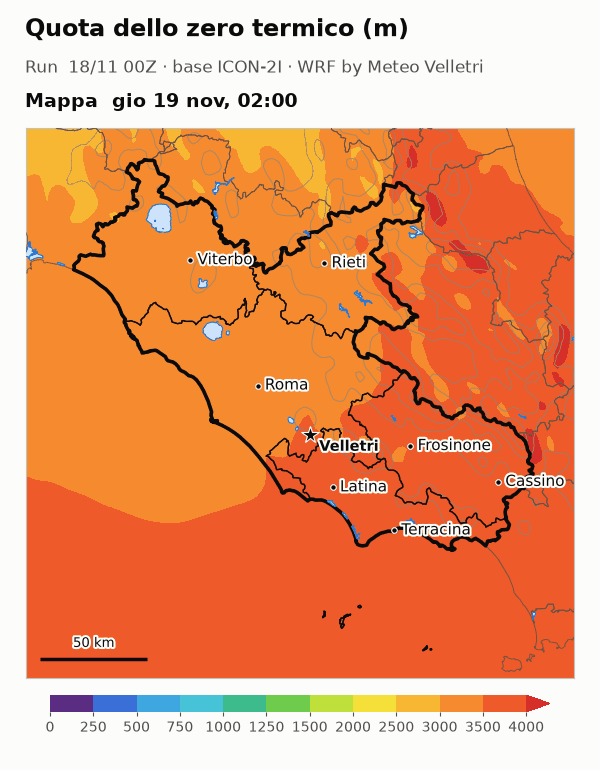 Quota dello zero termico (m)
Run 18/11 00Z · base ICON-2I · WRF by Meteo Velletri
Mappa gio 19 nov, 02:00
Viterbo
Rieti
Roma
Velletri
Frosinone
Latina
Cassino
Terracina
50 km
0 250 500 750 1000 1250 1500 2000 2500 3000 3500 4000